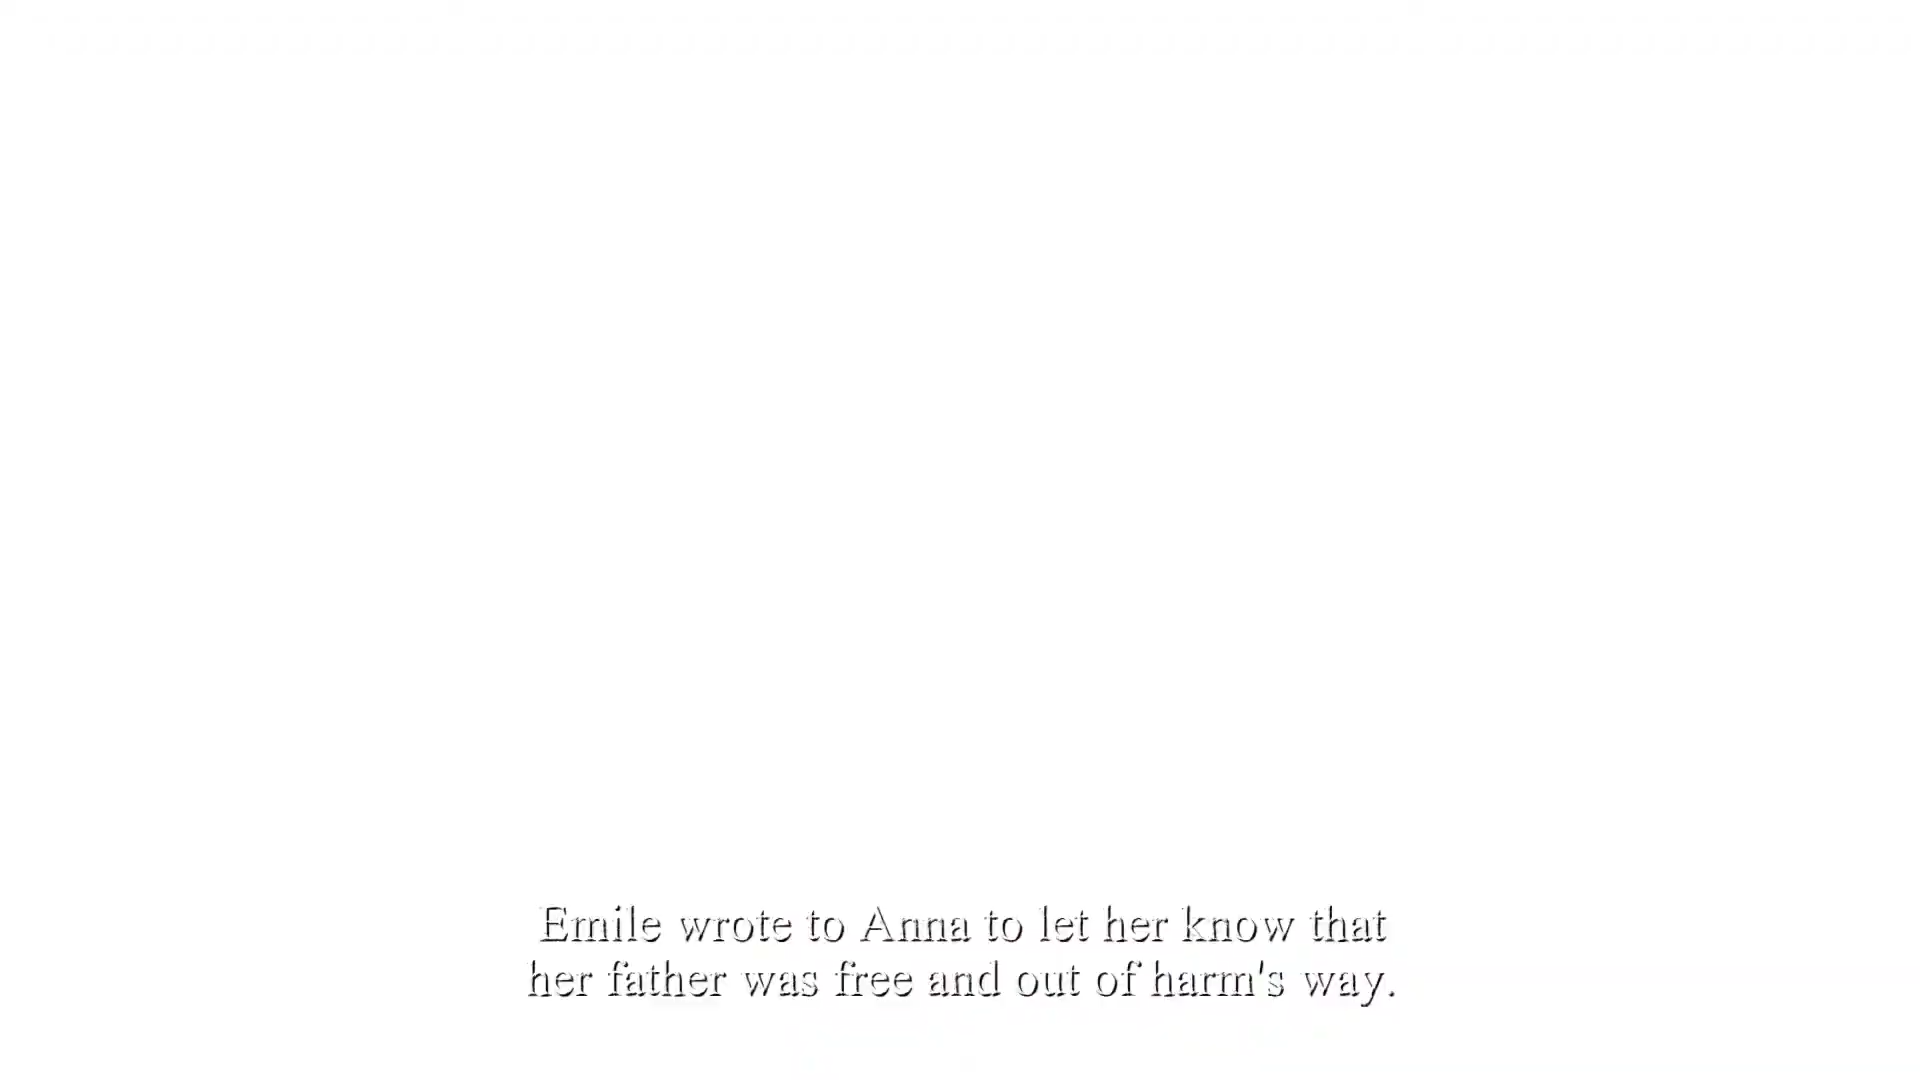 Emile wrote to Anna to let her know that
her father was free and out of harm's way.